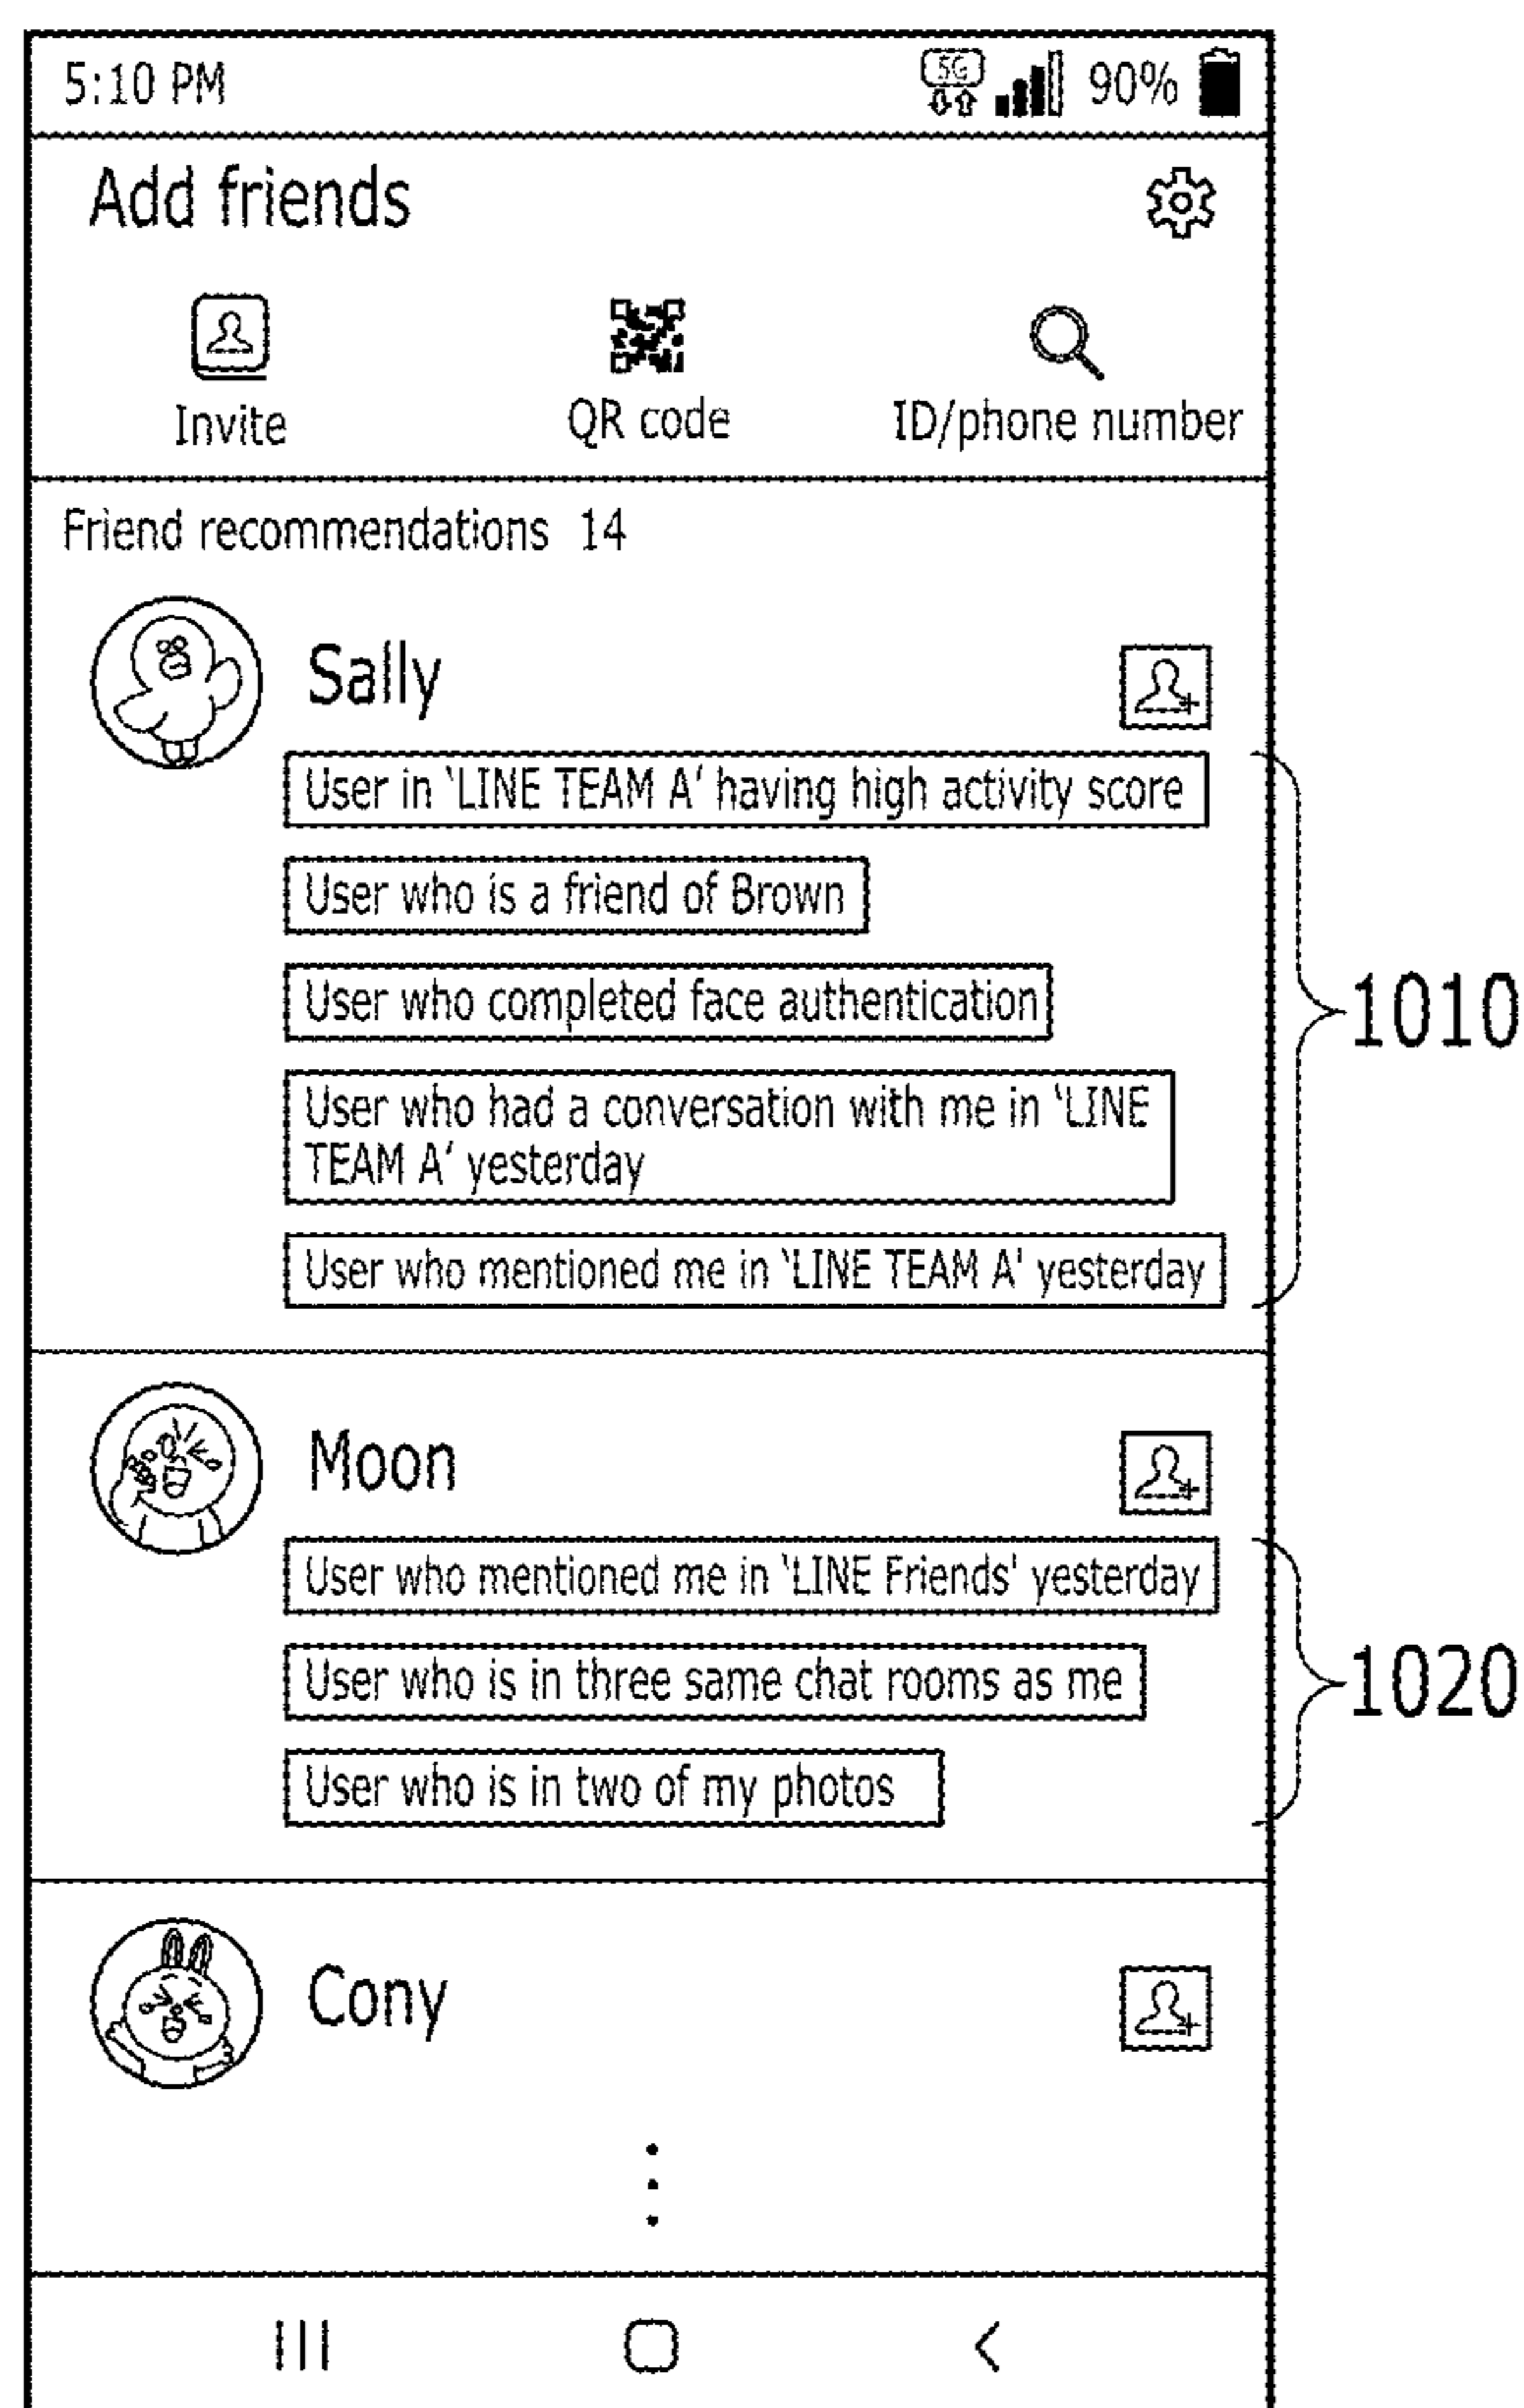 5:10 PM 5G 90%
Add friends
Invite QR code ID/phone number
Friend recommendations 14
Sally
User in ‘LINE TEAM A’ having high activity score
User who is a friend of Brown
User who completed face authentication
1010
User who had a conversation with me in ‘LINE
TEAM A’ yesterday
User who mentioned me in ‘LINE TEAM A' yesterday
Moon
User who mentioned me in ‘LINE Friends' yesterday
User who is in three same chat rooms as me
1020
User who is in two of my photos
Cony